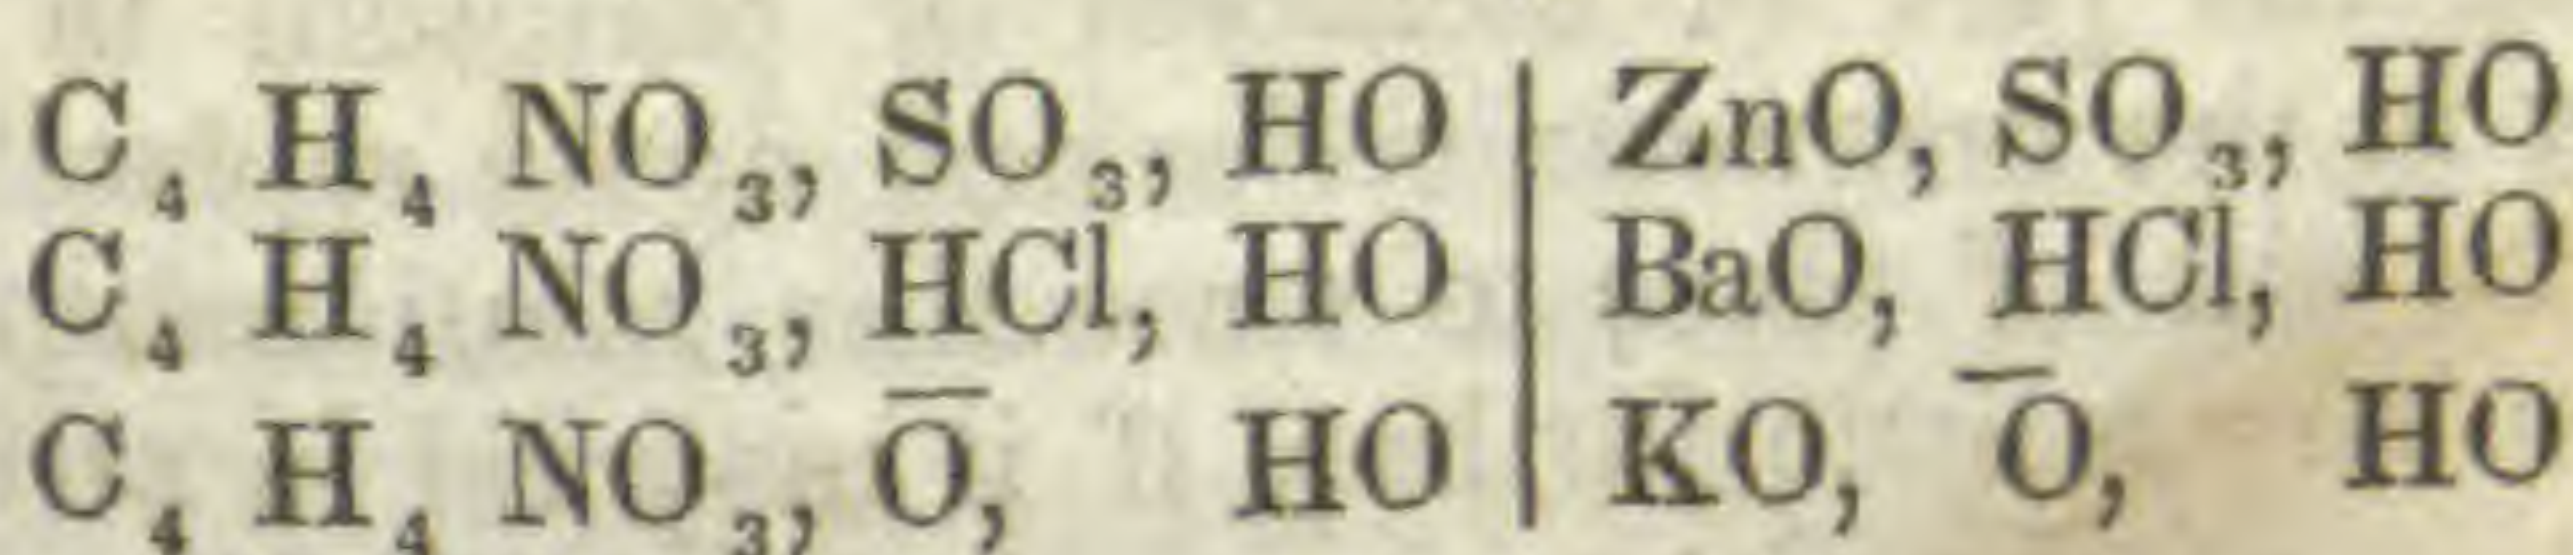 C₄ H₄ NO₃, SO₃, HO | ZnO, SO₃, HO
C₄ H₄ NO₃, HCl, HO | BaO, HCl, HO
C₄ H₄ NO₃, O̅, HO | KO, O̅, HO